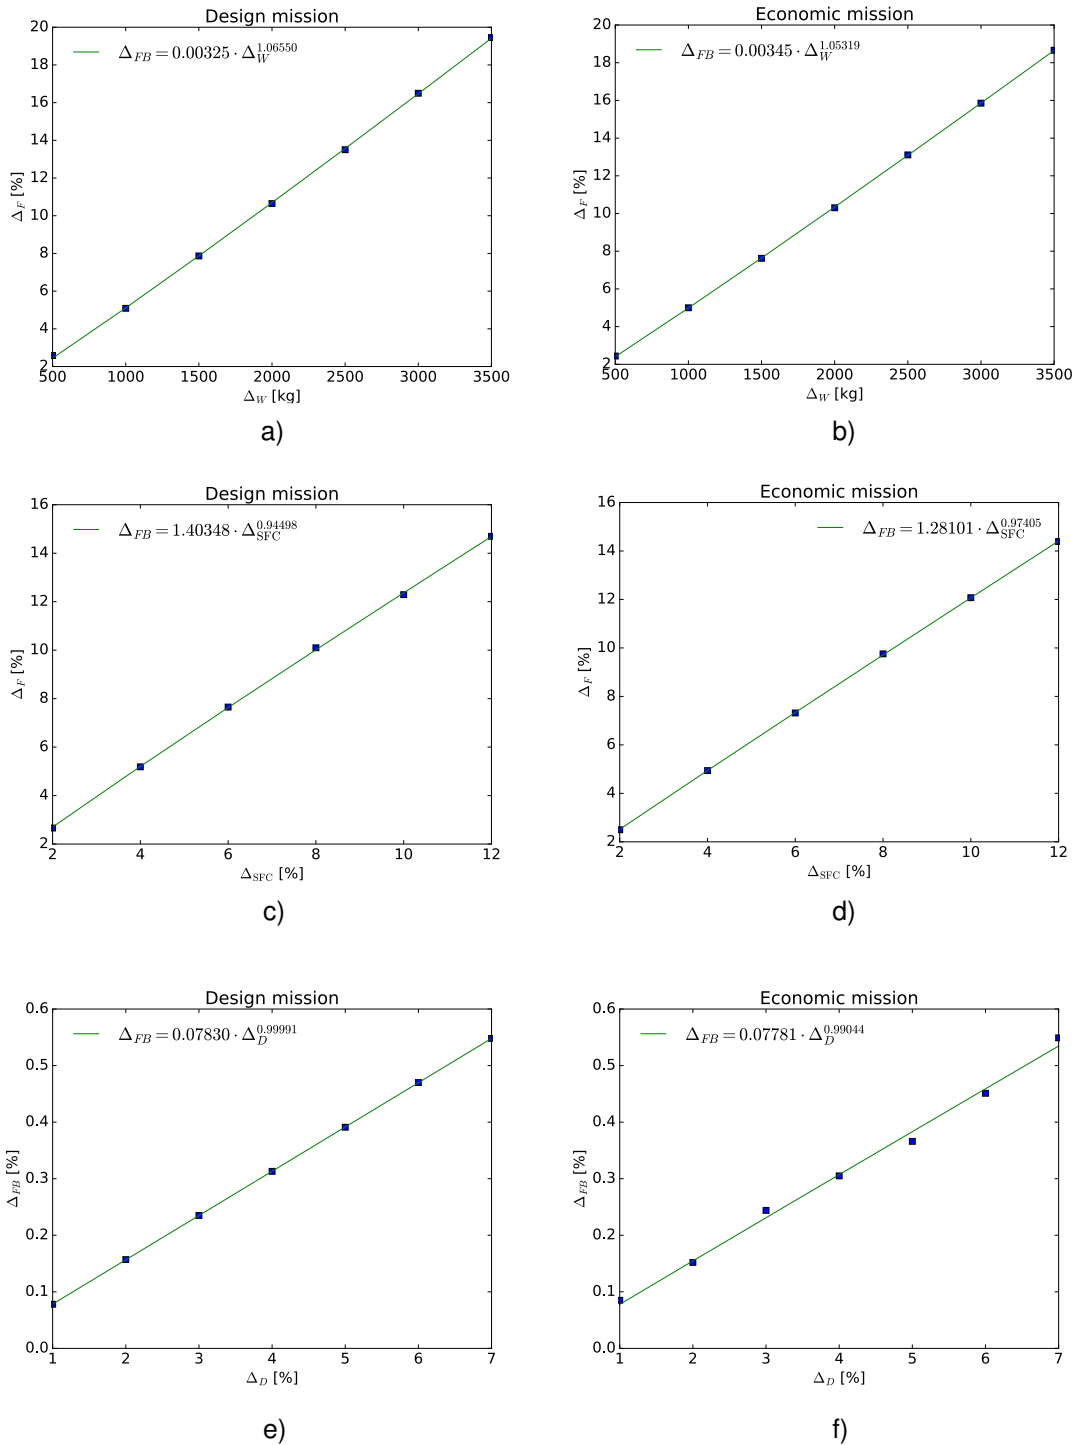 Design mission
Δ_FB = 0.00325 · Δ_W^1.06550
20
18
16
14
12
10
8
6
4
2
Δ_F [%]
500 1000 1500 2000 2500 3000 3500
Δ_W [kg]
a)
Economic mission
Δ_FB = 0.00345 · Δ_W^1.05319
20
18
16
14
12
10
8
6
4
2
Δ_F [%]
500 1000 1500 2000 2500 3000 3500
Δ_W [kg]
b)
Design mission
Δ_FB = 1.40348 · Δ_SFC^0.94498
16
14
12
10
8
6
4
2
Δ_F [%]
2 4 6 8 10 12
Δ_SFC [%]
c)
Economic mission
Δ_FB = 1.28101 · Δ_SFC^0.97405
16
14
12
10
8
6
4
2
Δ_F [%]
2 4 6 8 10 12
Δ_SFC [%]
d)
Design mission
Δ_FB = 0.07830 · Δ_D^0.99991
0.6
0.5
0.4
0.3
0.2
0.1
0.0
Δ_FB [%]
1 2 3 4 5 6 7
Δ_D [%]
e)
Economic mission
Δ_FB = 0.07781 · Δ_D^0.99044
0.6
0.5
0.4
0.3
0.2
0.1
0.0
Δ_FB [%]
1 2 3 4 5 6 7
Δ_D [%]
f)